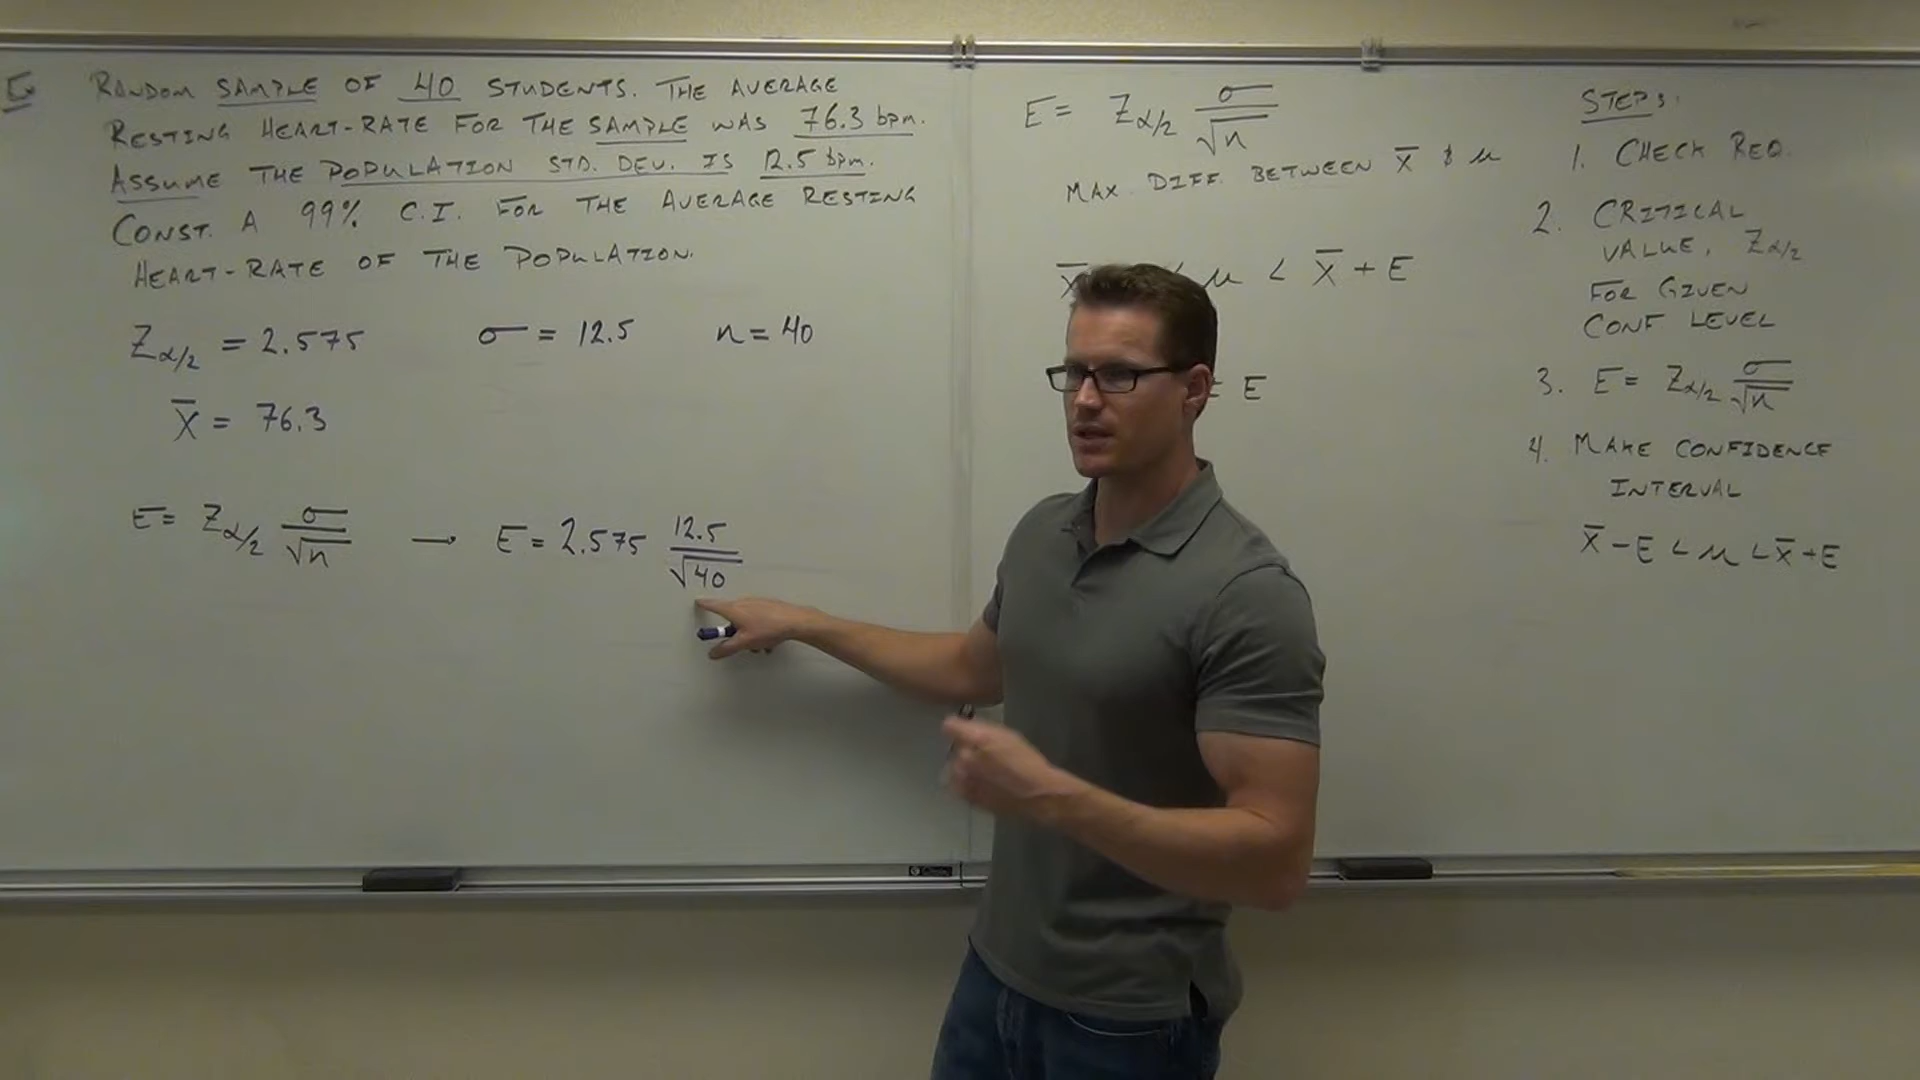 Ex RANDOM SAMPLE OF 40 STUDENTS. THE AVERAGE
RESTING HEART-RATE FOR THE SAMPLE WAS 76.3 bpm.
ASSUME THE POPULATION STD. DEV. IS 12.5 bpm.
CONST. A 99% C.I. FOR THE AVERAGE RESTING
HEART-RATE OF THE POPULATION.
Zα/2 = 2.575 σ = 12.5 n = 40
x̄ = 76.3
E = Zα/2 σ/√n → E = 2.575 12.5/√40
E = Zα/2 σ/√n
MAX. DIFF. BETWEEN x̄ & μ
x̄ < μ < x̄ + E
E
STEPS:
1. CHECK REQ.
2. CRITICAL
VALUE, Zα/2
FOR GIVEN
CONF LEVEL
3. E = Zα/2 σ/√n
4. MAKE CONFIDENCE
INTERVAL
x̄ - E < μ < x̄ + E